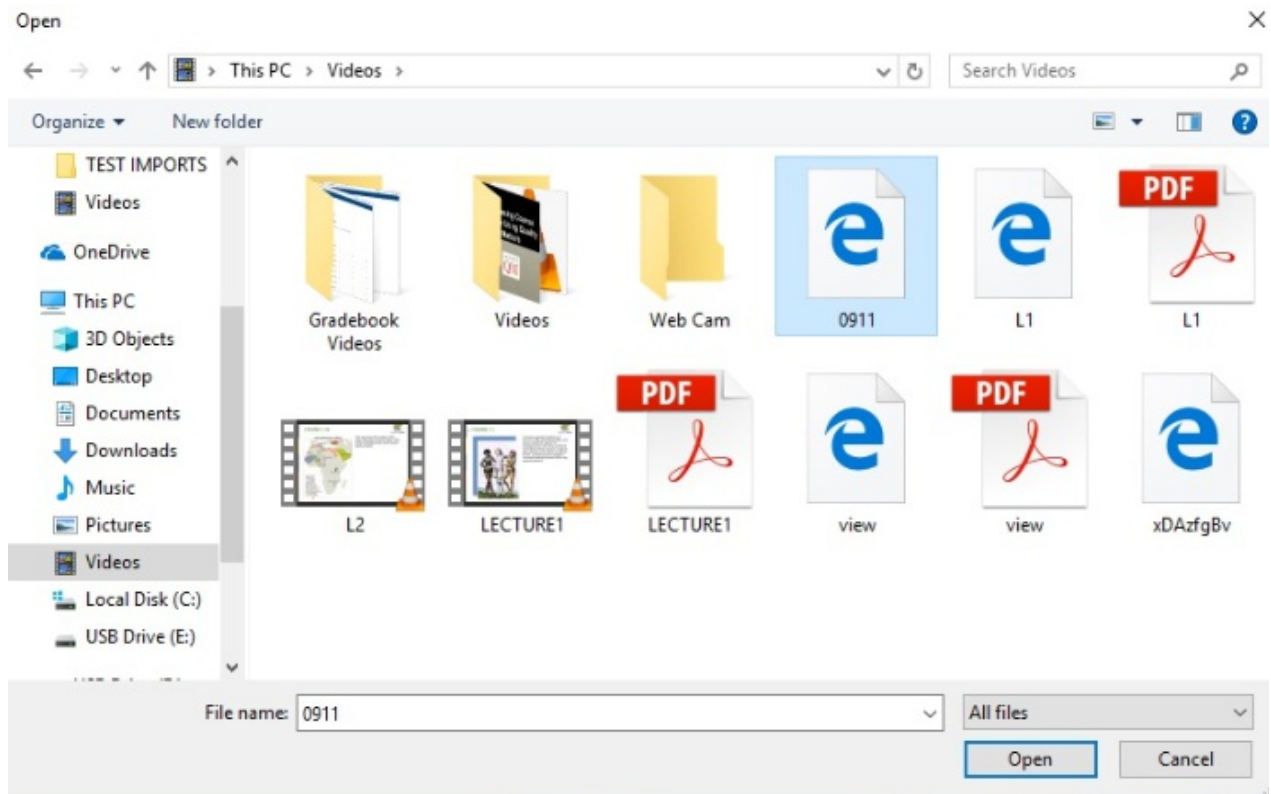 Open
This PC > Videos >
Search Videos
Organize
New folder
TEST IMPORTS
Videos
OneDrive
This PC
3D Objects
Desktop
Documents
Downloads
Music
Pictures
Videos
Local Disk (C:)
USB Drive (E:)
Gradebook
Videos
Videos
Web Cam
0911
L1
PDF
L1
L2
LECTURE1
PDF
LECTURE1
view
PDF
view
xDAzfgBv
File name: 0911
All files
Open
Cancel